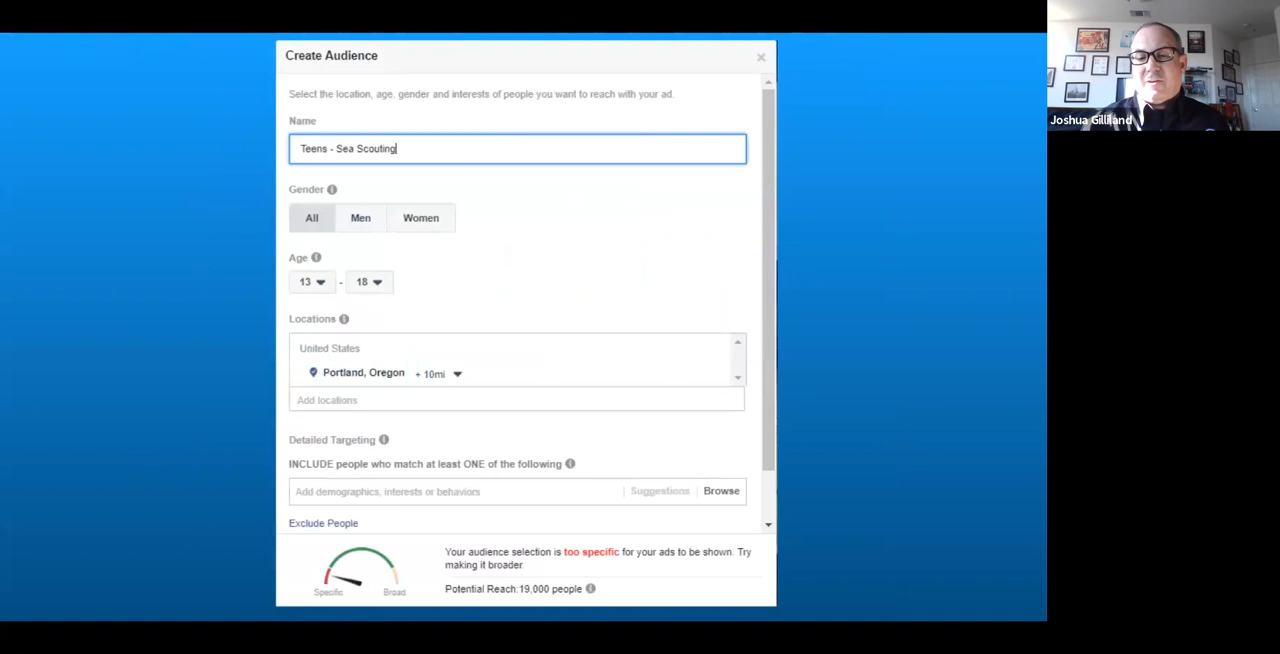 Create Audience
×
Select the location, age, gender and interests of people you want to reach with your ad.
Name
Teens - Sea Scouting
Gender
All Men Women
Age
13 - 18
Locations
United States
Portland, Oregon + 10mi
Add locations
Detailed Targeting
INCLUDE people who match at least ONE of the following
Add demographics, interests or behaviors | Suggestions | Browse
Exclude People
Your audience selection is too specific for your ads to be shown. Try
making it broader.
Specific Broad
Potential Reach:19,000 people
Joshua Gilliland